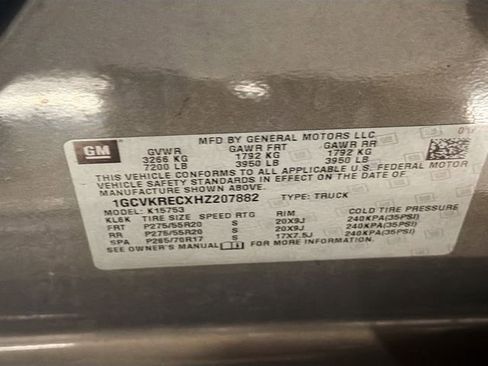 GM
MFD BY GENERAL MOTORS LLC
GVWR GAWR FRT GAWR RR
3266 KG 1792 KG 1792 KG
7200 LB 3950 LB 3950 LB
THIS VEHICLE CONFORMS TO ALL APPLICABLE U.S. FEDERAL MOTOR
VEHICLE SAFETY STANDARDS IN EFFECT ON THE DATE OF
MANUFACTURE SHOWN ABOVE.
1GCVKRECXHZ207882 TYPE: TRUCK
MODEL: K15753
KL6K TIRE SIZE SPEED RTG RIM COLD TIRE PRESSURE
FRT P275/55R20 S 20X9J 240KPA(35PSI)
RR P275/55R20 S 20X9J 240KPA(35PSI)
SPA P265/70R17 S 17X7.5J 240KPA(35PSI)
SEE OWNER'S MANUAL FOR MORE INFORMATION.